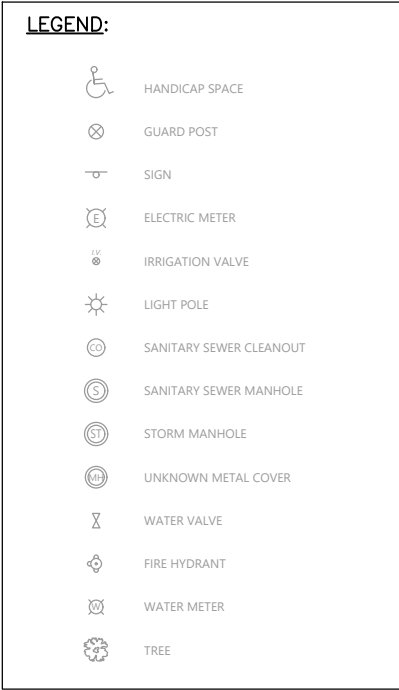 LEGEND:
HANDICAP SPACE
GUARD POST
SIGN
E ELECTRIC METER
I.V. IRRIGATION VALVE
LIGHT POLE
CO SANITARY SEWER CLEANOUT
S SANITARY SEWER MANHOLE
ST STORM MANHOLE
MH UNKNOWN METAL COVER
WATER VALVE
FIRE HYDRANT
W WATER METER
TREE